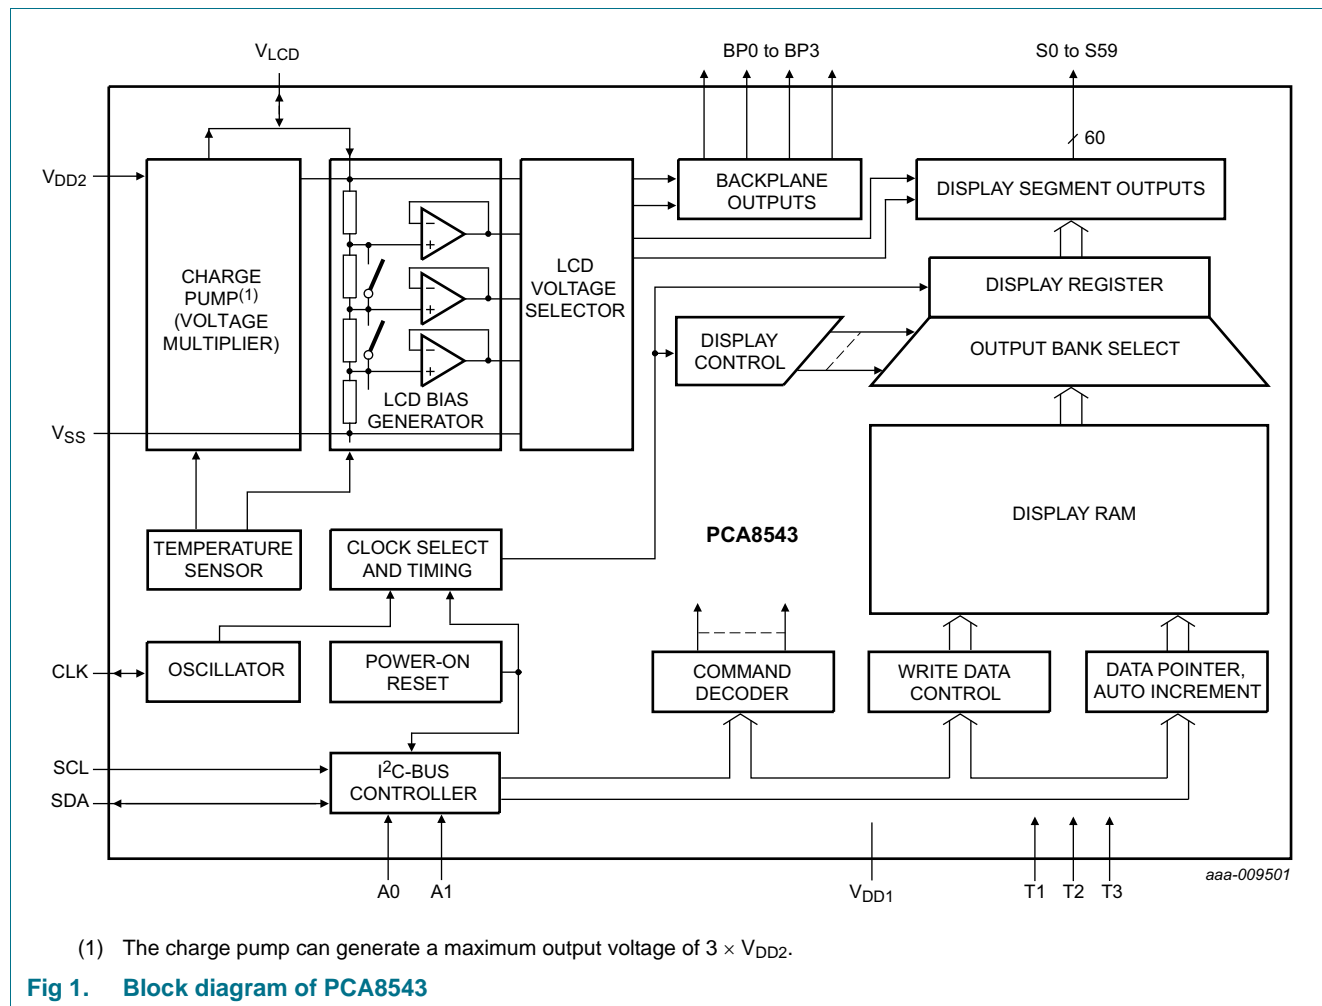 VLCD
BP0 to BP3
S0 to S59
60
VDD2
BACKPLANE
OUTPUTS
DISPLAY SEGMENT OUTPUTS
−
+
CHARGE
PUMP(1)
(VOLTAGE
MULTIPLIER)
−
+
LCD
VOLTAGE
SELECTOR
DISPLAY REGISTER
−
+
DISPLAY
CONTROL
OUTPUT BANK SELECT
LCD BIAS
GENERATOR
VSS
DISPLAY RAM
PCA8543
TEMPERATURE
SENSOR
CLOCK SELECT
AND TIMING
CLK
OSCILLATOR
POWER-ON
RESET
COMMAND
DECODER
WRITE DATA
CONTROL
DATA POINTER,
AUTO INCREMENT
SCL
SDA
I2C-BUS
CONTROLLER
A0
A1
VDD1
T1
T2
T3
aaa-009501
(1) The charge pump can generate a maximum output voltage of 3 × VDD2.
Fig 1. Block diagram of PCA8543